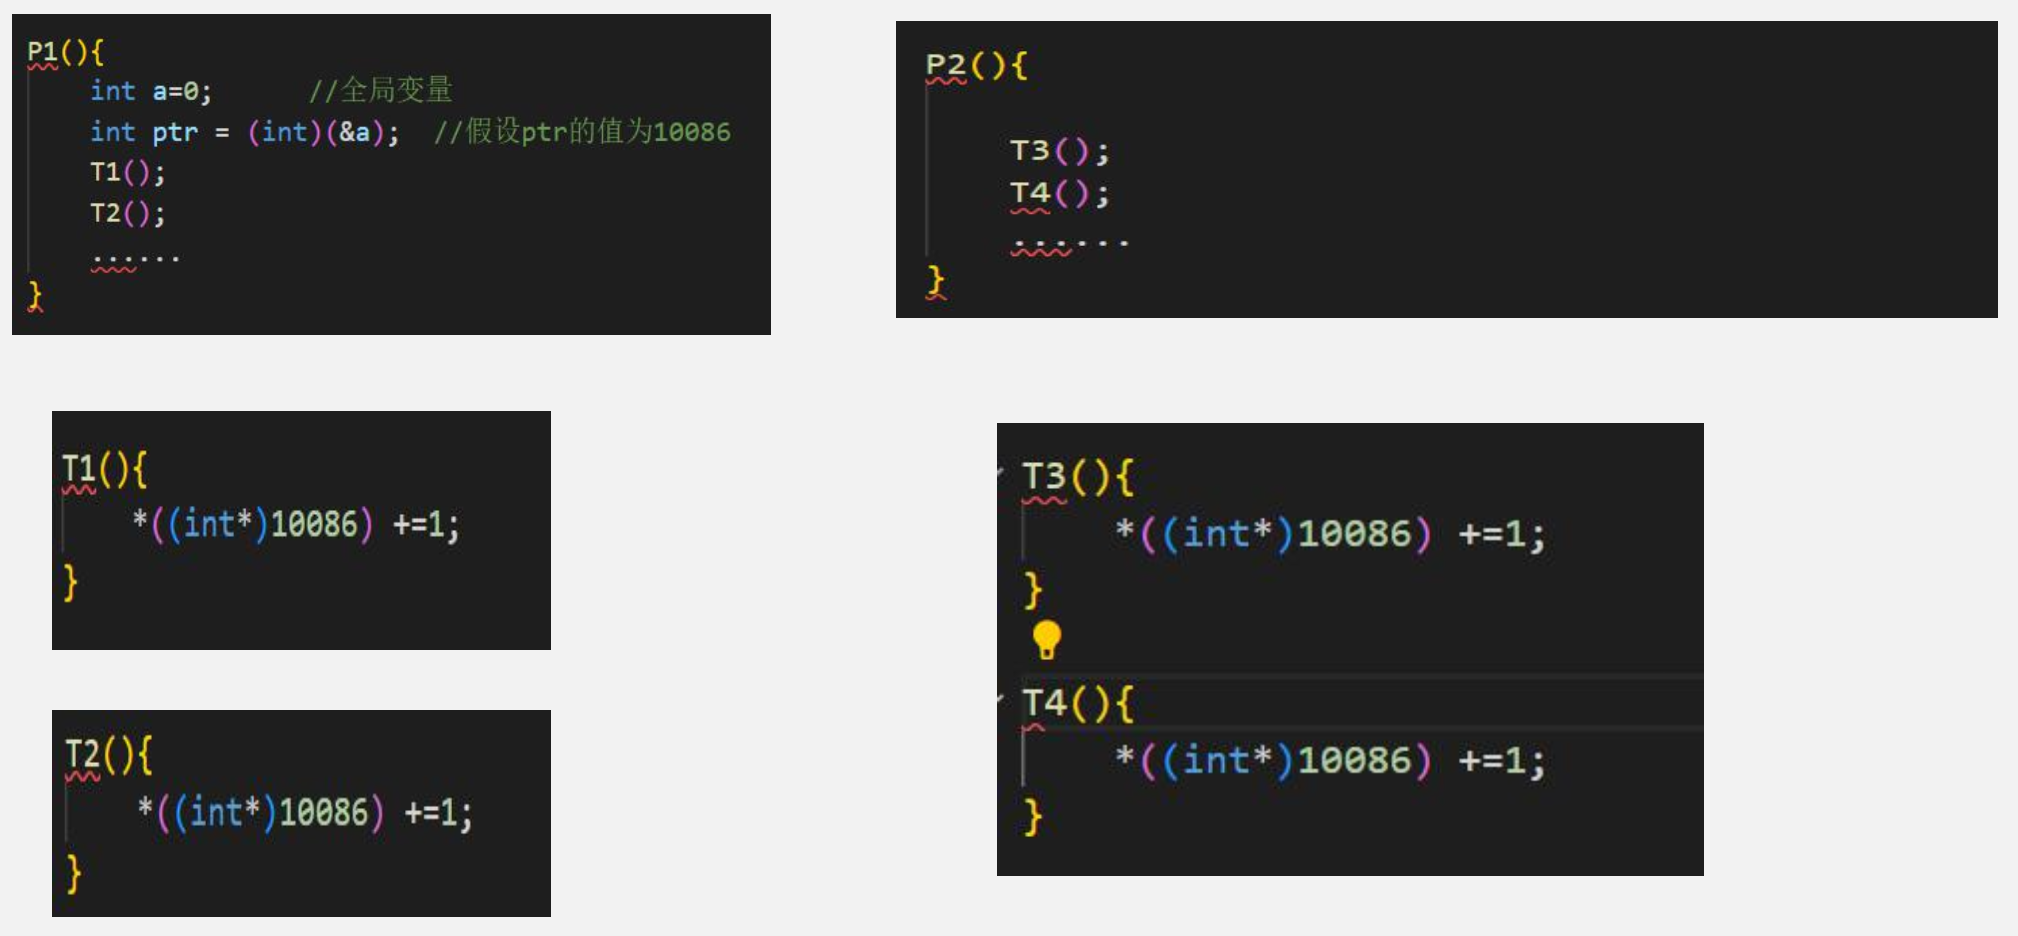 P1(){
int a=0; //全局变量
int ptr = (int)(&a); //假设ptr的值为10086
T1();
T2();
......
}
P2(){
T3();
T4();
......
}
T1(){
*((int*)10086) +=1;
}
T2(){
*((int*)10086) +=1;
}
T3(){
*((int*)10086) +=1;
}
T4(){
*((int*)10086) +=1;
}